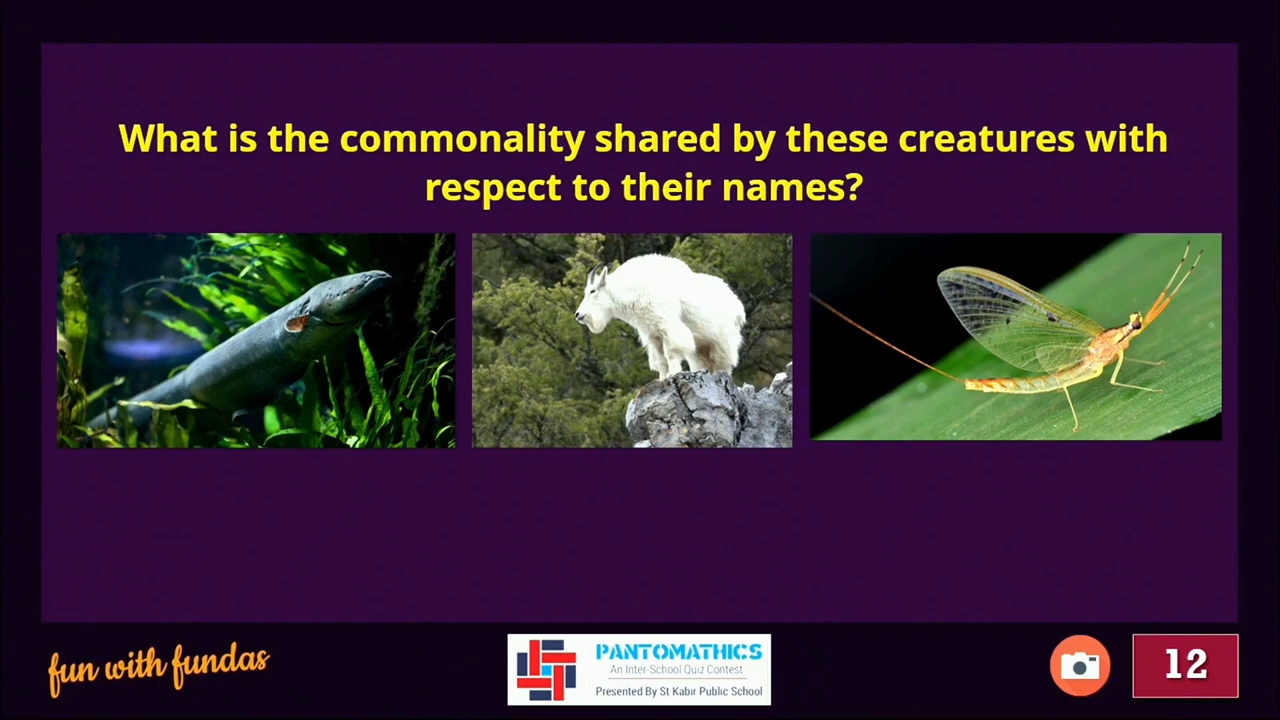 What is the commonality shared by these creatures with
respect to their names?
fun with fundas
PANTOMATHICS
An Inter-School Quiz Contest
Presented By St Kabir Public School
12